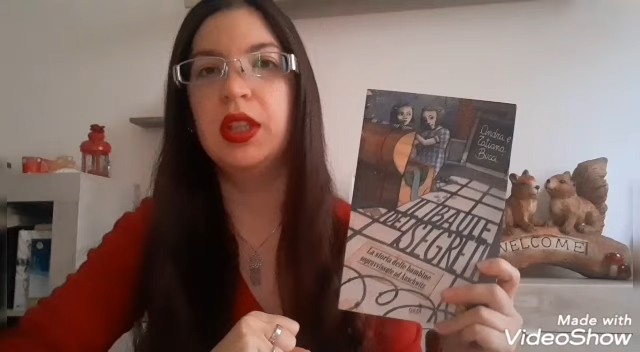 Andra e
Tatiana
Bucci
IL BAULE
DEI SEGRETI
La storia delle bambine
sopravvissute ad Auschwitz
WELCOME
Made with
VideoShow